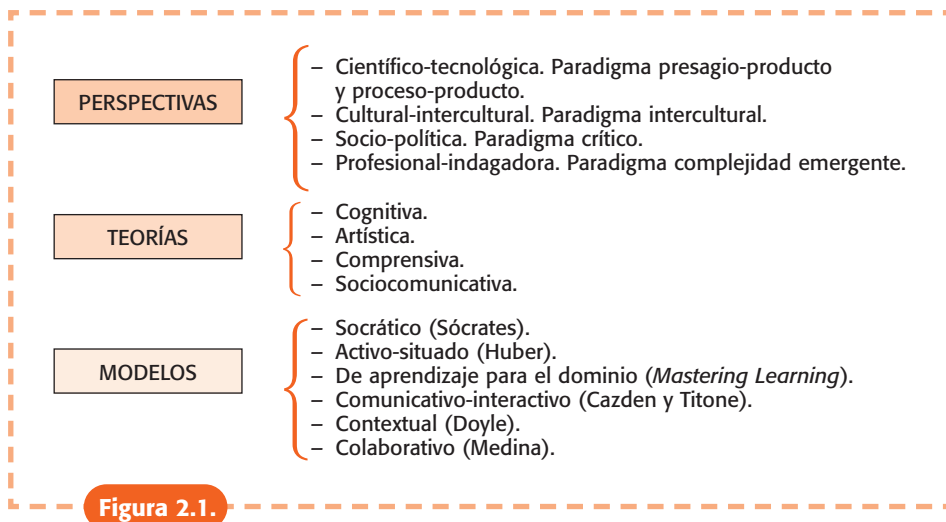 PERSPECTIVAS
– Científico-tecnológica. Paradigma presagio-producto
y proceso-producto.
– Cultural-intercultural. Paradigma intercultural.
– Socio-política. Paradigma crítico.
– Profesional-indagadora. Paradigma complejidad emergente.
TEORÍAS
– Cognitiva.
– Artística.
– Comprensiva.
– Sociocomunicativa.
MODELOS
– Socrático (Sócrates).
– Activo-situado (Huber).
– De aprendizaje para el dominio (Mastering Learning).
– Comunicativo-interactivo (Cazden y Titone).
– Contextual (Doyle).
– Colaborativo (Medina).
Figura 2.1.